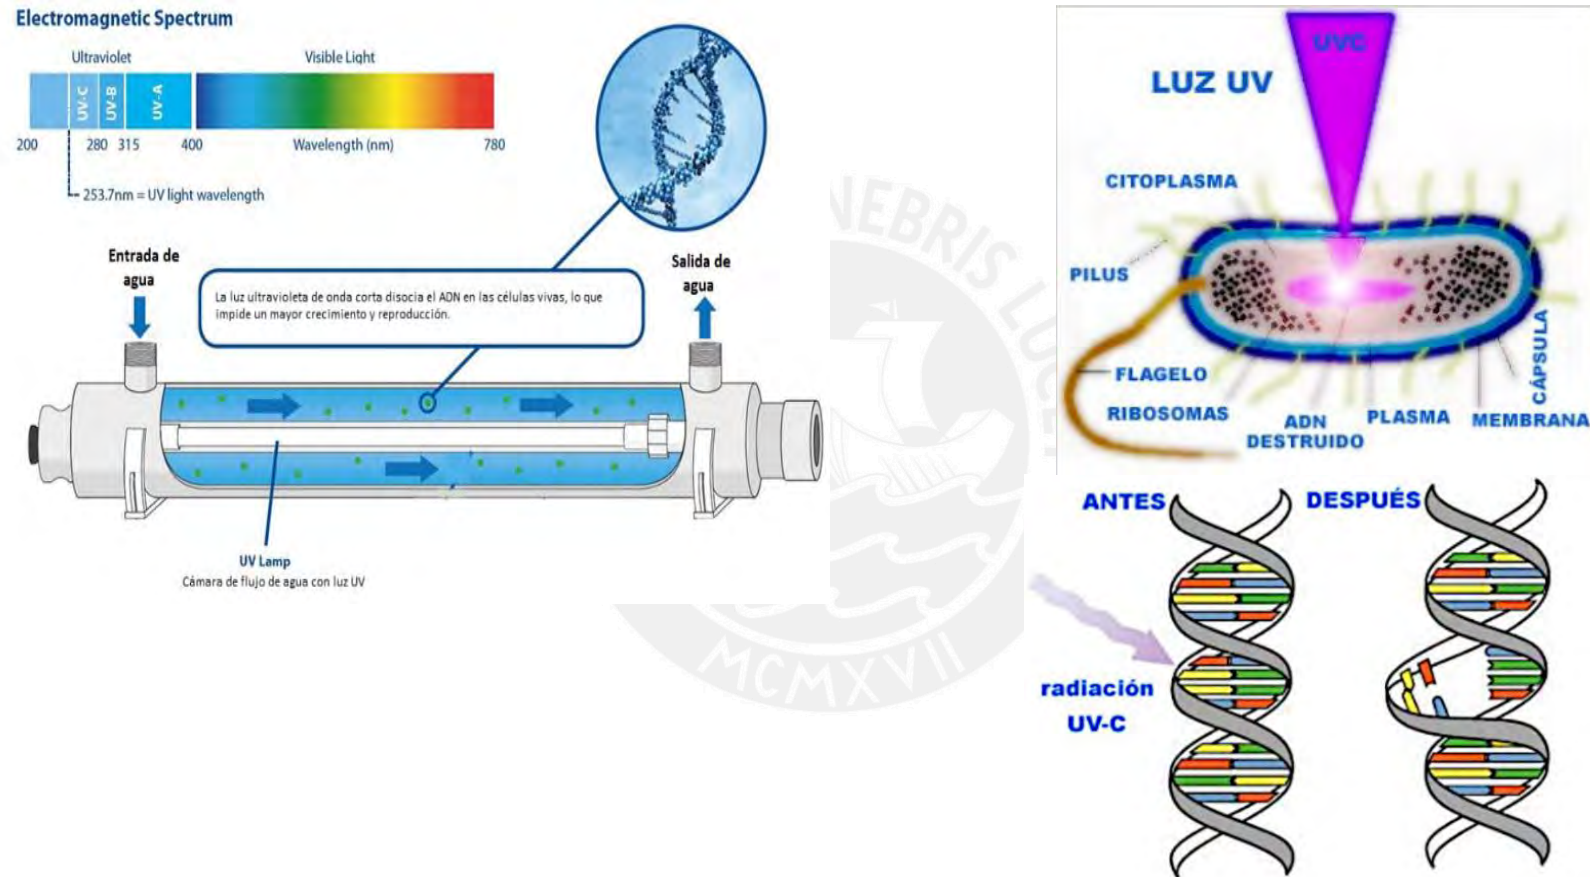 Electromagnetic Spectrum
Ultraviolet
Visible Light
UV-C
UV-B
UV-A
200
280
315
400
Wavelength (nm)
780
253.7nm = UV light wavelength
Entrada de
agua
Salida de
agua
La luz ultravioleta de onda corta disocia el ADN en las células vivas, lo que
impide un mayor crecimiento y reproducción.
UV Lamp
Cámara de flujo de agua con luz UV
UVC
LUZ UV
CITOPLASMA
PILUS
FLAGELO
RIBOSOMAS
ADN
DESTRUIDO
PLASMA
MEMBRANA
CÁPSULA
ANTES
DESPUÉS
radiación
UV-C
MCMXVII